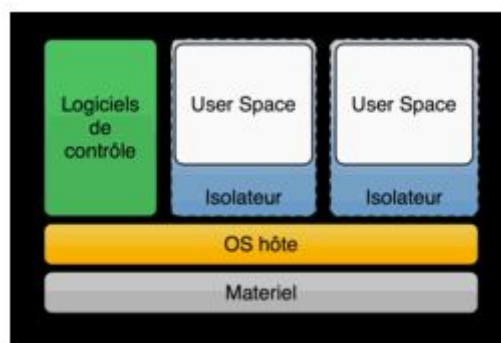 Logiciels
de
contrôle
User Space
User Space
Isolateur
Isolateur
OS hôte
Materiel